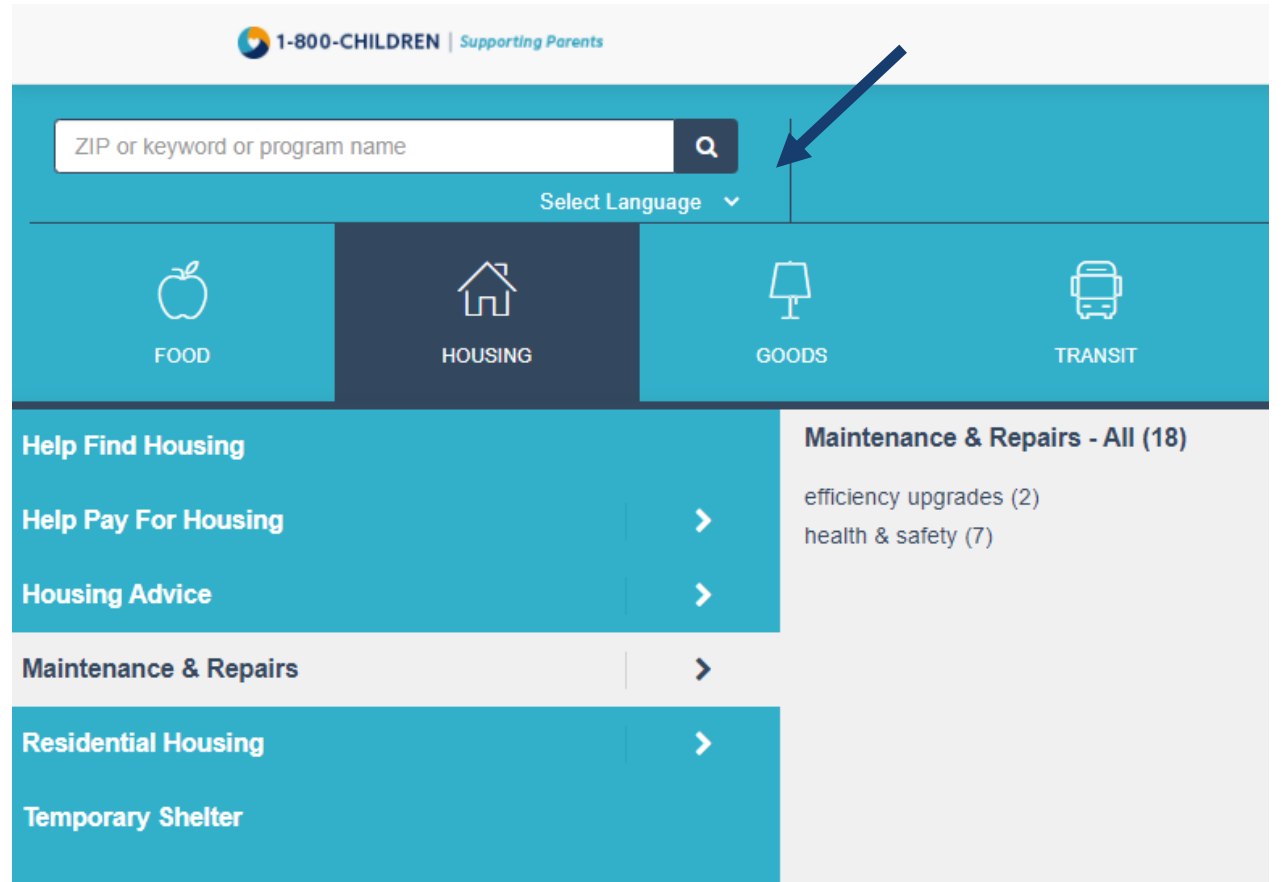 1-800-CHILDREN | Supporting Parents
ZIP or keyword or program name
Select Language
FOOD
HOUSING
GOODS
TRANSIT
Help Find Housing
Help Pay For Housing
Housing Advice
Maintenance & Repairs
Residential Housing
Temporary Shelter
Maintenance & Repairs - All (18)
efficiency upgrades (2)
health & safety (7)